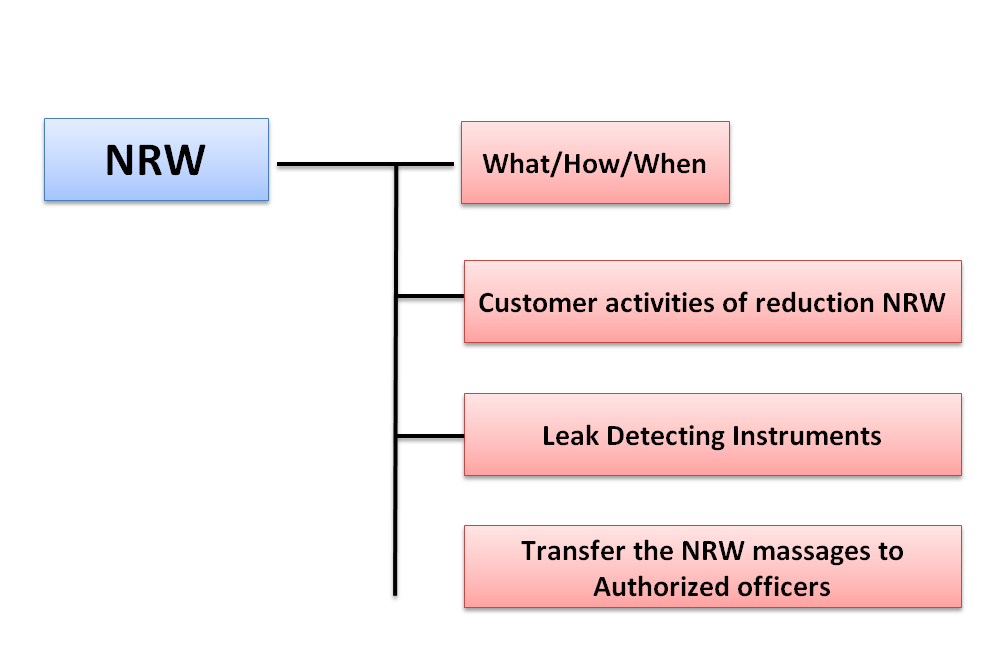 NRW
What/How/When
Customer activities of reduction NRW
Leak Detecting Instruments
Transfer the NRW massages to
Authorized officers